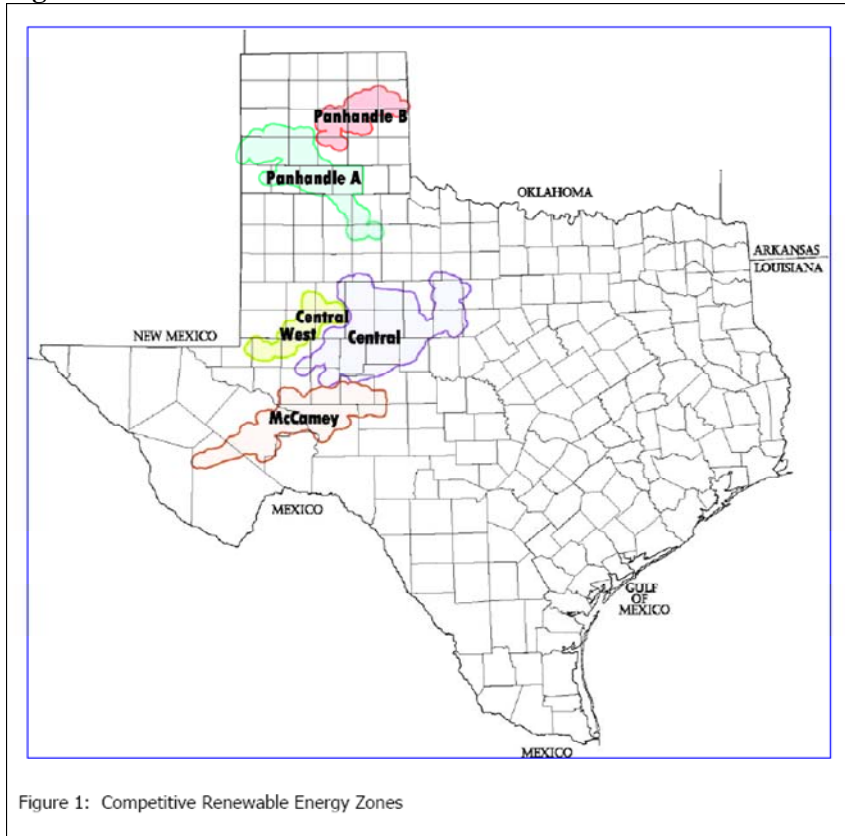 Panhandle B
Panhandle A
OKLAHOMA
ARKANSAS
LOUISIANA
NEW MEXICO
Central
West
Central
McCamey
MEXICO
GULF
OF
MEXICO
MEXICO
Figure 1: Competitive Renewable Energy Zones